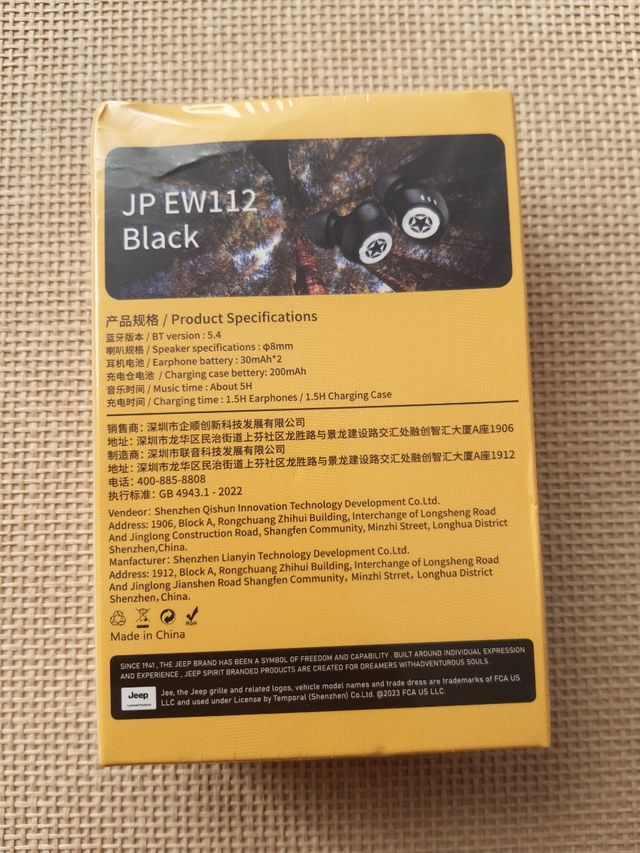 JP EW112
Black
产品规格 / Product Specifications
蓝牙版本 / BT version : 5.4
喇叭规格 / Speaker specifications : φ8mm
耳机电池 / Earphone battery : 30mAh*2
充电仓电池 / Charging case bettery: 200mAh
音乐时间 / Music time : About 5H
充电时间 / Charging time : 1.5H Earphones / 1.5H Charging Case
销售商：深圳市企顺创新科技发展有限公司
地址：深圳市龙华区民治街道上芬社区龙胜路与景龙建设路交汇处融创智汇大厦A座1906
制造商：深圳市联音科技发展有限公司
地址：深圳市龙华区民治街道上芬社区龙胜路与景龙建设路交汇处融创智汇大厦A座1912
电话：400-885-8808
执行标准：GB 4943.1 - 2022
Vendeor: Shenzhen Qishun Innovation Technology Development Co.Ltd.
Address: 1906, Block A, Rongchuang Zhihui Building, Interchange of Longsheng Road
And Jinglong Construction Road, Shangfen Community, Minzhi Street, Longhua District
Shenzhen,China.
Manfacturer: Shenzhen Lianyin Technology Development Co.Ltd.
Address: 1912, Block A, Rongchuang Zhihui Building, Interchange of Longsheng Road
And Jinglong Jianshen Road Shangfen Community, Minzhi Strret, Longhua District
Shenzhen, China.
RoH
Made in China
SINCE 1941 , THE JEEP BRAND HAS BEEN A SYMBOL OF FREEDOM AND CAPABILITY . BUILT AROUND INDIVIDUAL EXPRESSION
AND EXPERIENCE , JEEP SPIRIT BRANDED PRODUCTS ARE CREATED FOR DREAMERS WITHADVENTUROUS SOULS .
Jeep
Licensed Products
Jee, the Jeep grille and related logos, vehicle model names and trade dress are trademarks of FCA US
LLC and used under License by Temporal (Shenzhen) Co.Ltd. @2023 FCA US LLC.